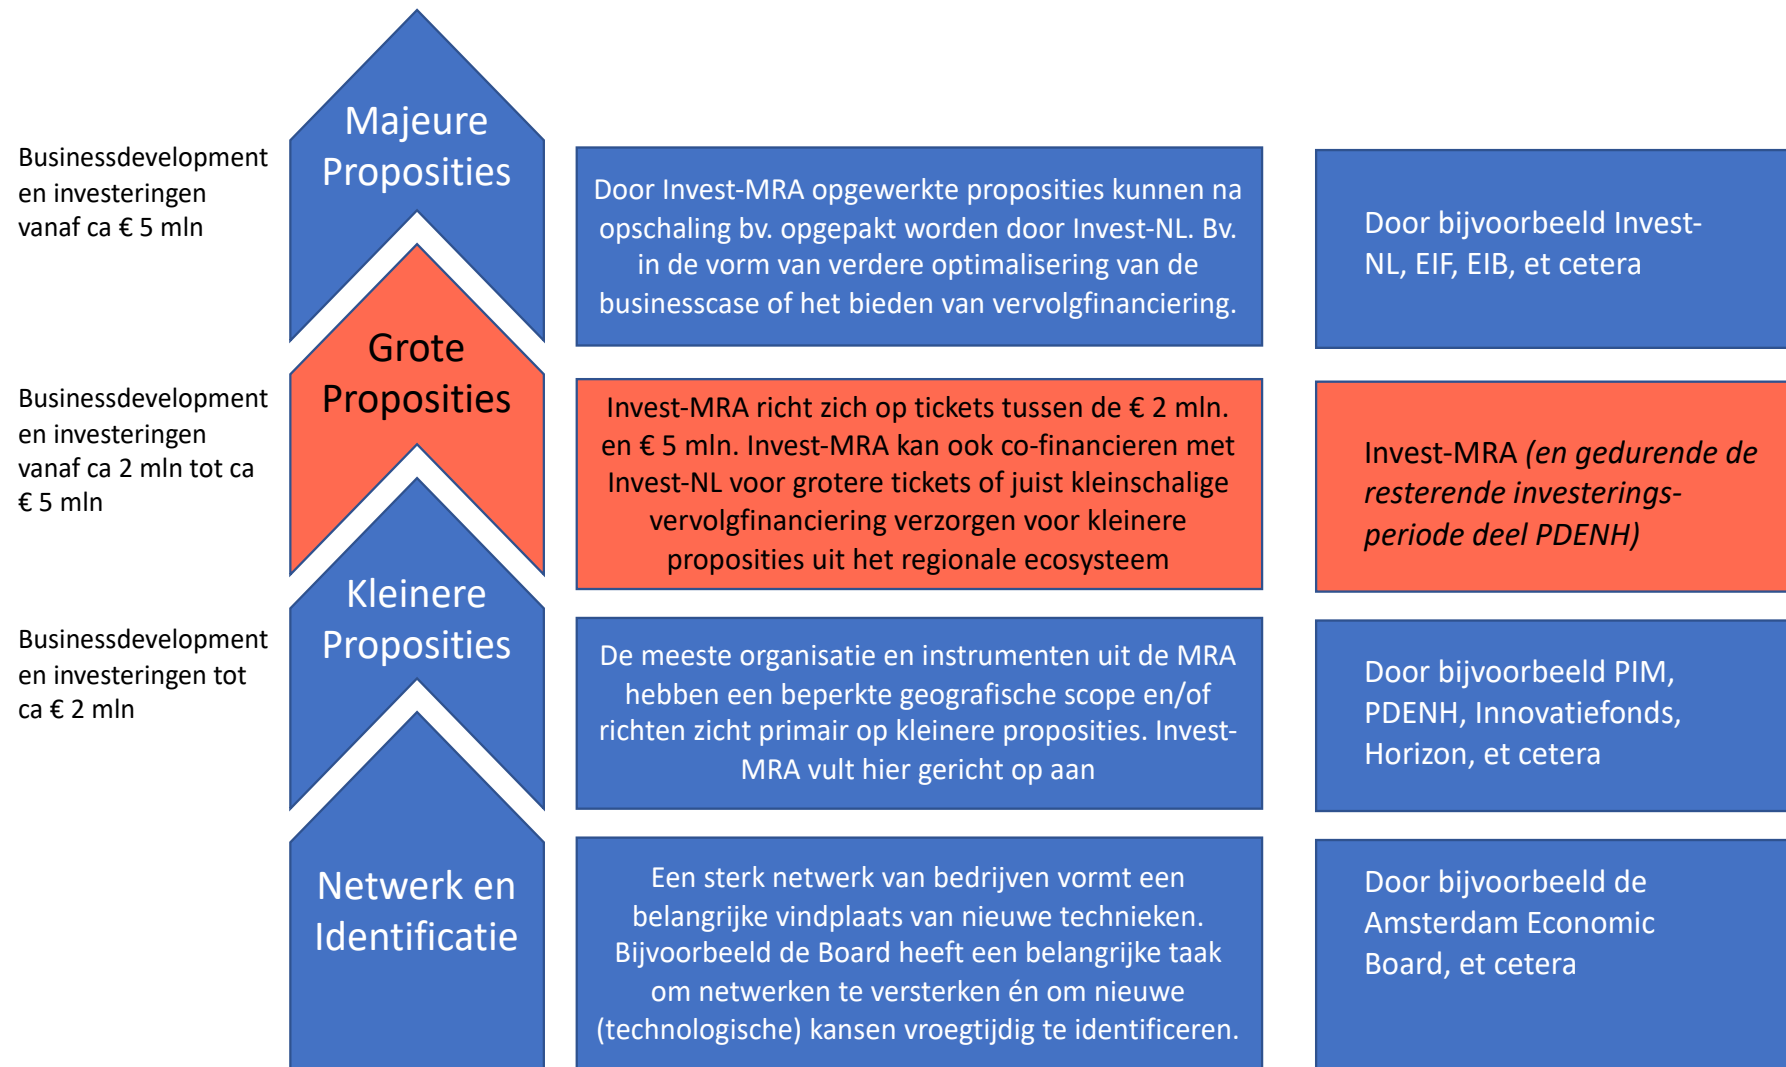 Majeure
Proposities
Businessdevelopment
en investeringen
vanaf ca € 5 mln
Door Invest-MRA opgewerkte proposities kunnen na
opschaling bv. opgepakt worden door Invest-NL. Bv.
in de vorm van verdere optimalisering van de
businesscase of het bieden van vervolgfinanciering.
Door bijvoorbeeld Invest-
NL, EIF, EIB, et cetera
Grote
Proposities
Businessdevelopment
en investeringen
vanaf ca 2 mln tot ca
€ 5 mln
Invest-MRA richt zich op tickets tussen de € 2 mln.
en € 5 mln. Invest-MRA kan ook co-financieren met
Invest-NL voor grotere tickets of juist kleinschalige
vervolgfinanciering verzorgen voor kleinere
proposities uit het regionale ecosysteem
Invest-MRA (en gedurende de
resterende investerings-
periode deel PDENH)
Kleinere
Proposities
Businessdevelopment
en investeringen tot
ca € 2 mln
De meeste organisatie en instrumenten uit de MRA
hebben een beperkte geografische scope en/of
richten zicht primair op kleinere proposities. Invest-
MRA vult hier gericht op aan
Door bijvoorbeeld PIM,
PDENH, Innovatiefonds,
Horizon, et cetera
Netwerk en
Identificatie
Een sterk netwerk van bedrijven vormt een
belangrijke vindplaats van nieuwe technieken.
Bijvoorbeeld de Board heeft een belangrijke taak
om netwerken te versterken én om nieuwe
(technologische) kansen vroegtijdig te identificeren.
Door bijvoorbeeld de
Amsterdam Economic
Board, et cetera